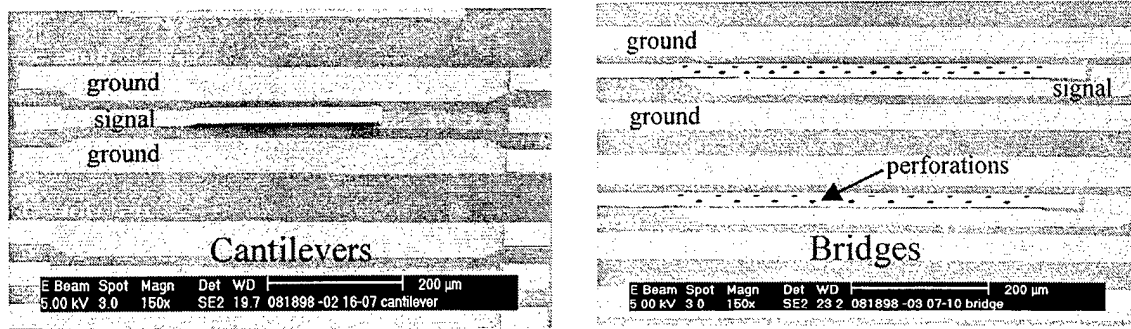 ground
signal
ground
Cantilevers
E Beam Spot Magn Det WD 200 µm
5.00 kV 3.0 150x SE2 19.7 081898 -02 16-07 cantilever
ground
signal
ground
perforations
Bridges
E Beam Spot Magn Det WD 200 µm
5.00 kV 3.0 150x SE2 23.2 081898 -03 07-10 bridge